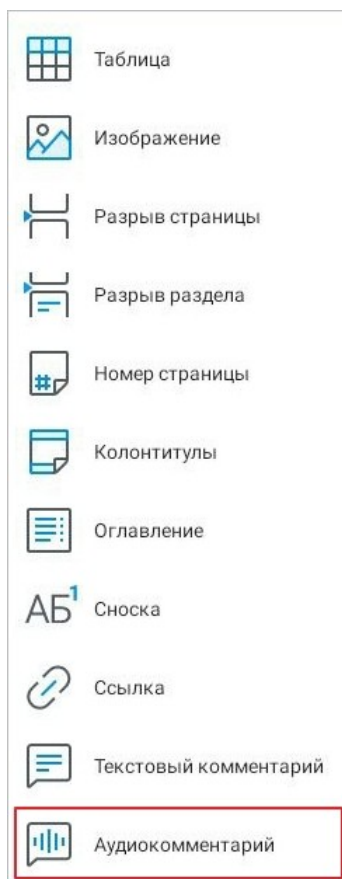 Таблица
Изображение
Разрыв страницы
Разрыв раздела
#
Номер страницы
Колонтитулы
Оглавление
АБ1
Сноска
Ссылка
Текстовый комментарий
Аудиокомментарий